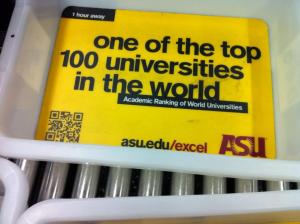 1 hour away
one of the top
100 universities
in the world
Academic Ranking of World Universities
asu.edu/excel ASU